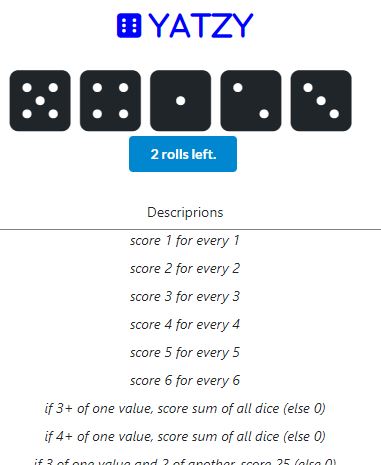 YATZY
2 rolls left.
Descriprions
score 1 for every 1
score 2 for every 2
score 3 for every 3
score 4 for every 4
score 5 for every 5
score 6 for every 6
if 3+ of one value, score sum of all dice (else 0)
if 4+ of one value, score sum of all dice (else 0)
if 3 of one value and 2 of another, score 25 (else 0)